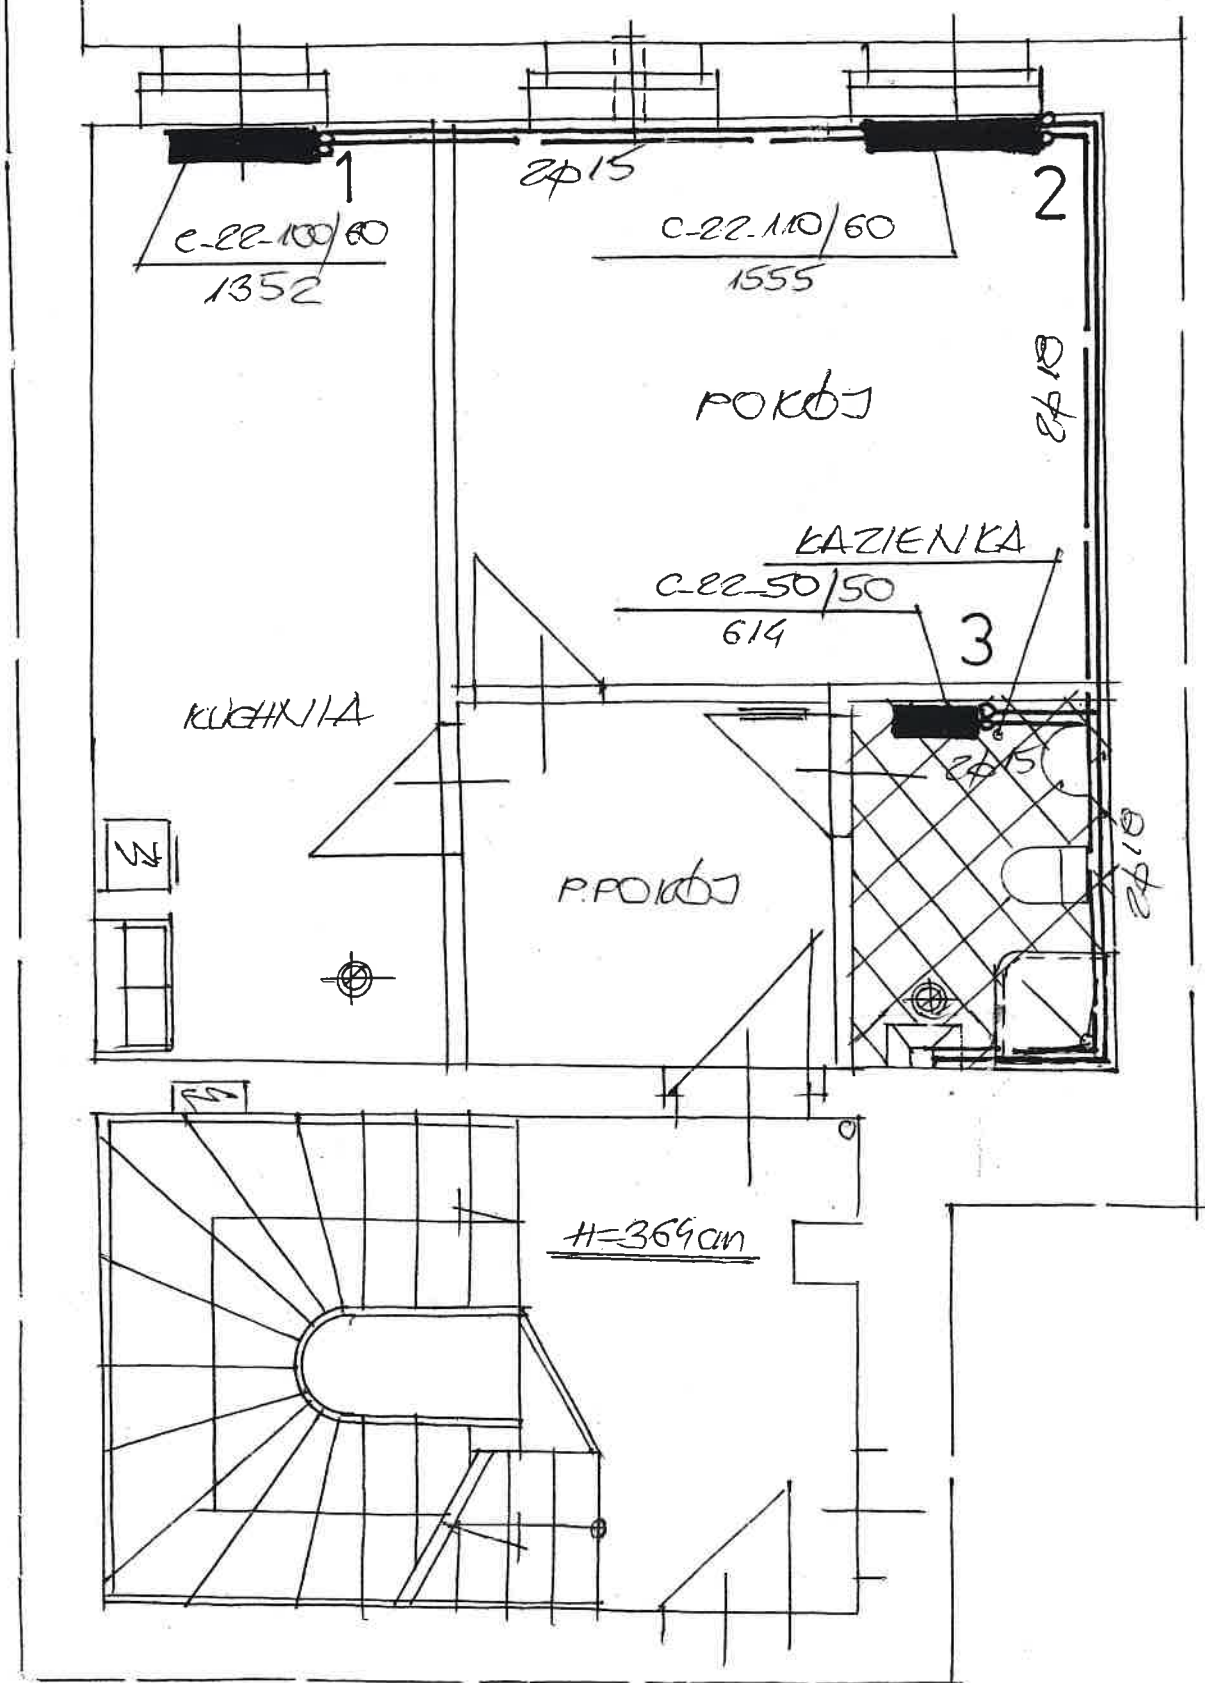 1
2φ15
2
C-22-100/60
1352
C-22-110/60
1555
2φ18
POKÓJ
ŁAZIENKA
C-22-50/50
614
3
KUCHNIA
2φ15
P.POKÓJ
2φ18
H=364cm